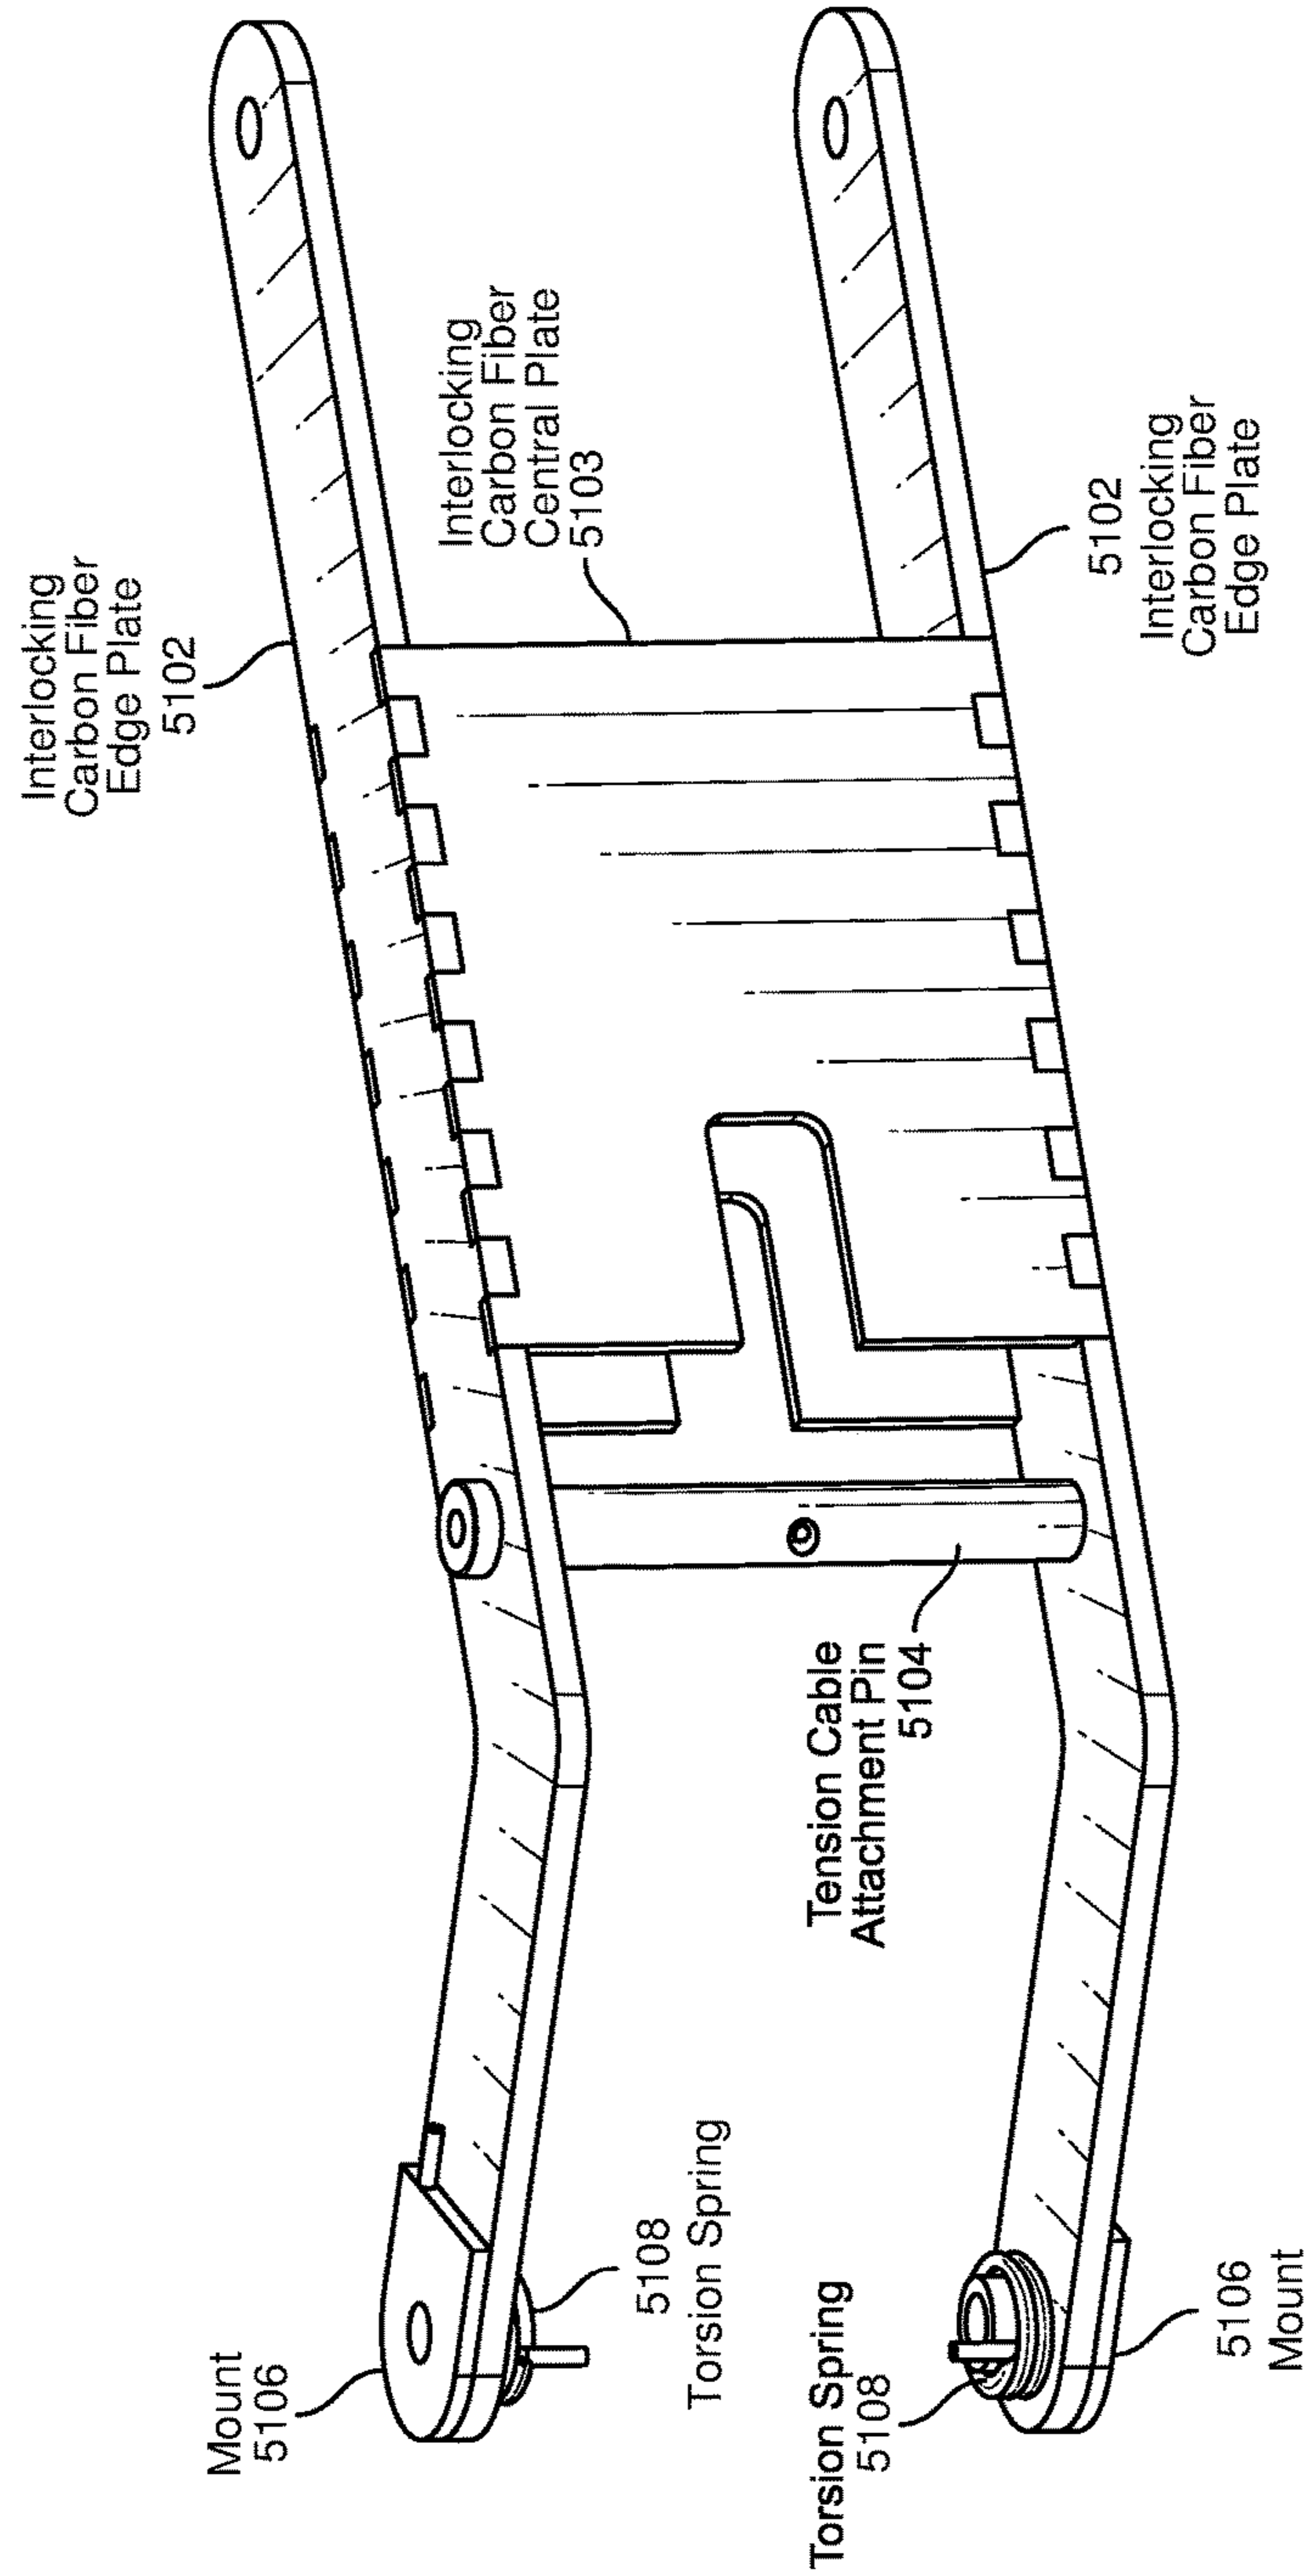 Interlocking
Carbon Fiber
Edge Plate
5102
Interlocking
Carbon Fiber
Central Plate
5103
5102
Interlocking
Carbon Fiber
Edge Plate
Tension Cable
Attachment Pin
5104
Mount
5106
5108
Torsion Spring
Torsion Spring
5108
5106
Mount